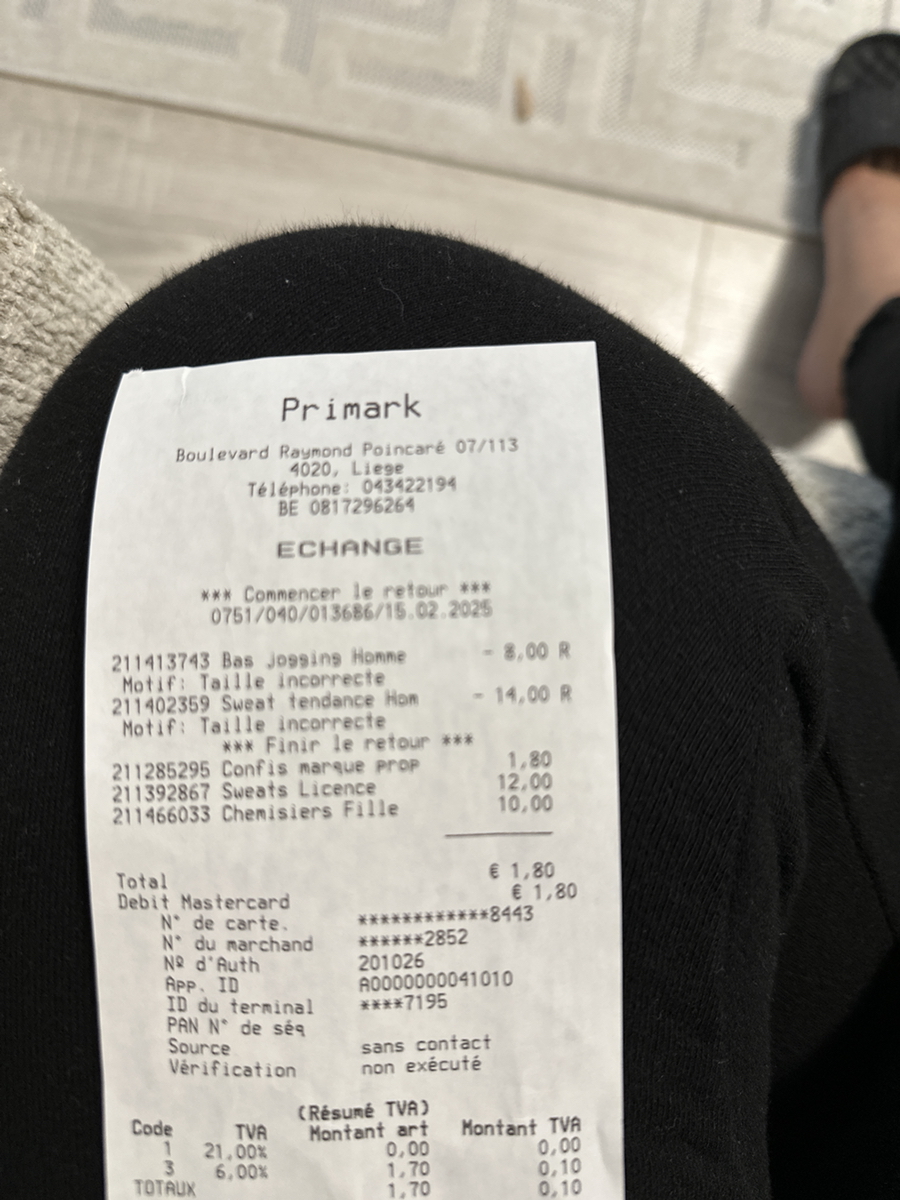 Primark
Boulevard Raymond Poincaré 07/113
4020, Liege
Téléphone: 043422194
BE 0817296264
ECHANGE
*** Commencer le retour ***
0751/040/013686/15.02.2025
211413743 Bas Jogging Homme - 8,00 R
Motif: Taille incorrecte
211402359 Sweat tendance Hom - 14,00 R
Motif: Taille incorrecte
*** Finir le retour ***
211285295 Confis marque prop 1,80
211392867 Sweats Licence 12,00
211466033 Chemisiers Fille 10,00
Total € 1,80
Debit Mastercard € 1,80
N° de carte. ************8443
N° du marchand ******2852
Nº d'Auth 201026
App. ID A0000000041010
ID du terminal ****7195
PAN N° de séq
Source sans contact
Vérification non exécuté
(Résumé TVA)
Code TVA Montant art Montant TVA
1 21,00% 0,00 0,00
3 6,00% 1,70 0,10
TOTAUX 1,70 0,10